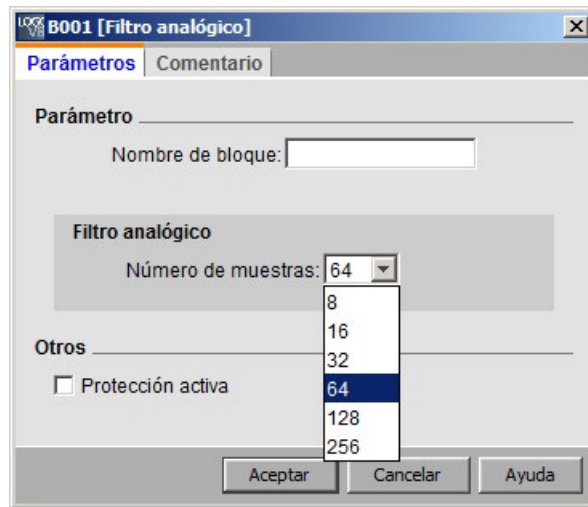 B001 [Filtro analógico]
Parámetros Comentario
Parámetro
Nombre de bloque:
Filtro analógico
Número de muestras: 64
8
16
32
64
128
256
Otros
Protección activa
Aceptar Cancelar Ayuda